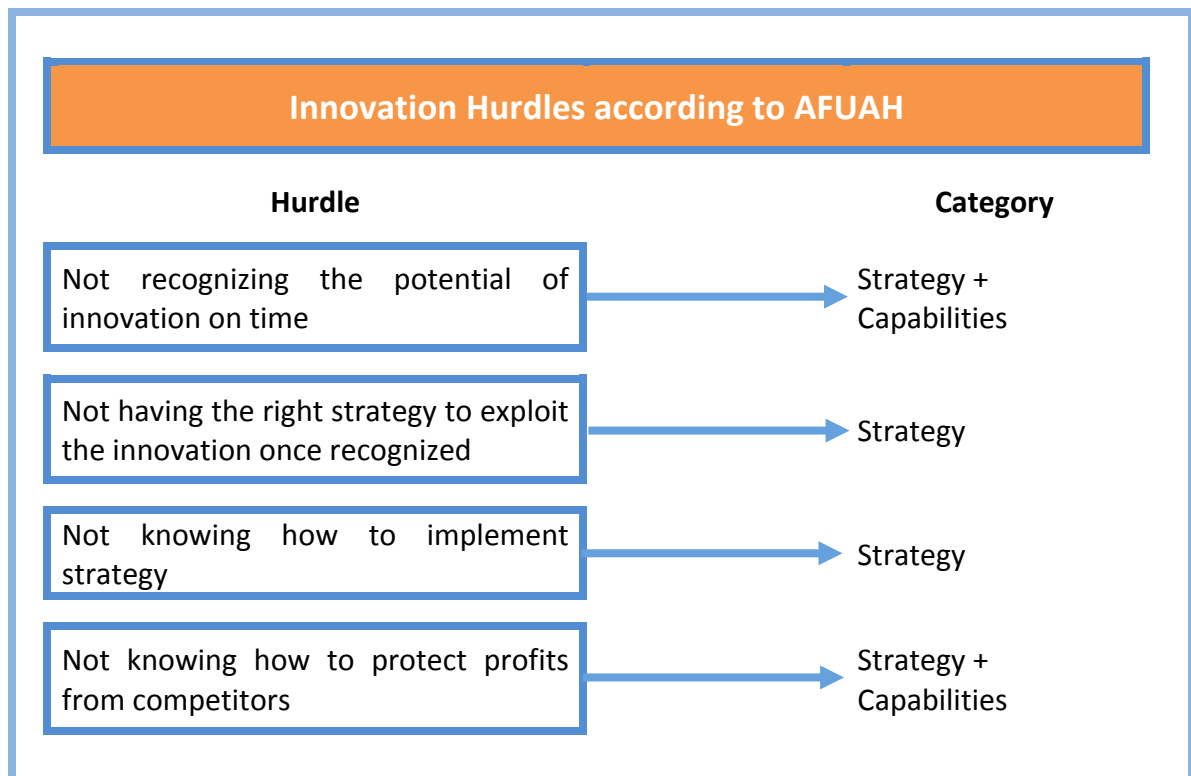 Innovation Hurdles according to AFUAH
Hurdle
Category
Not recognizing the potential of
innovation on time
Strategy +
Capabilities
Not having the right strategy to exploit
the innovation once recognized
Strategy
Not knowing how to implement
strategy
Strategy
Not knowing how to protect profits
from competitors
Strategy +
Capabilities